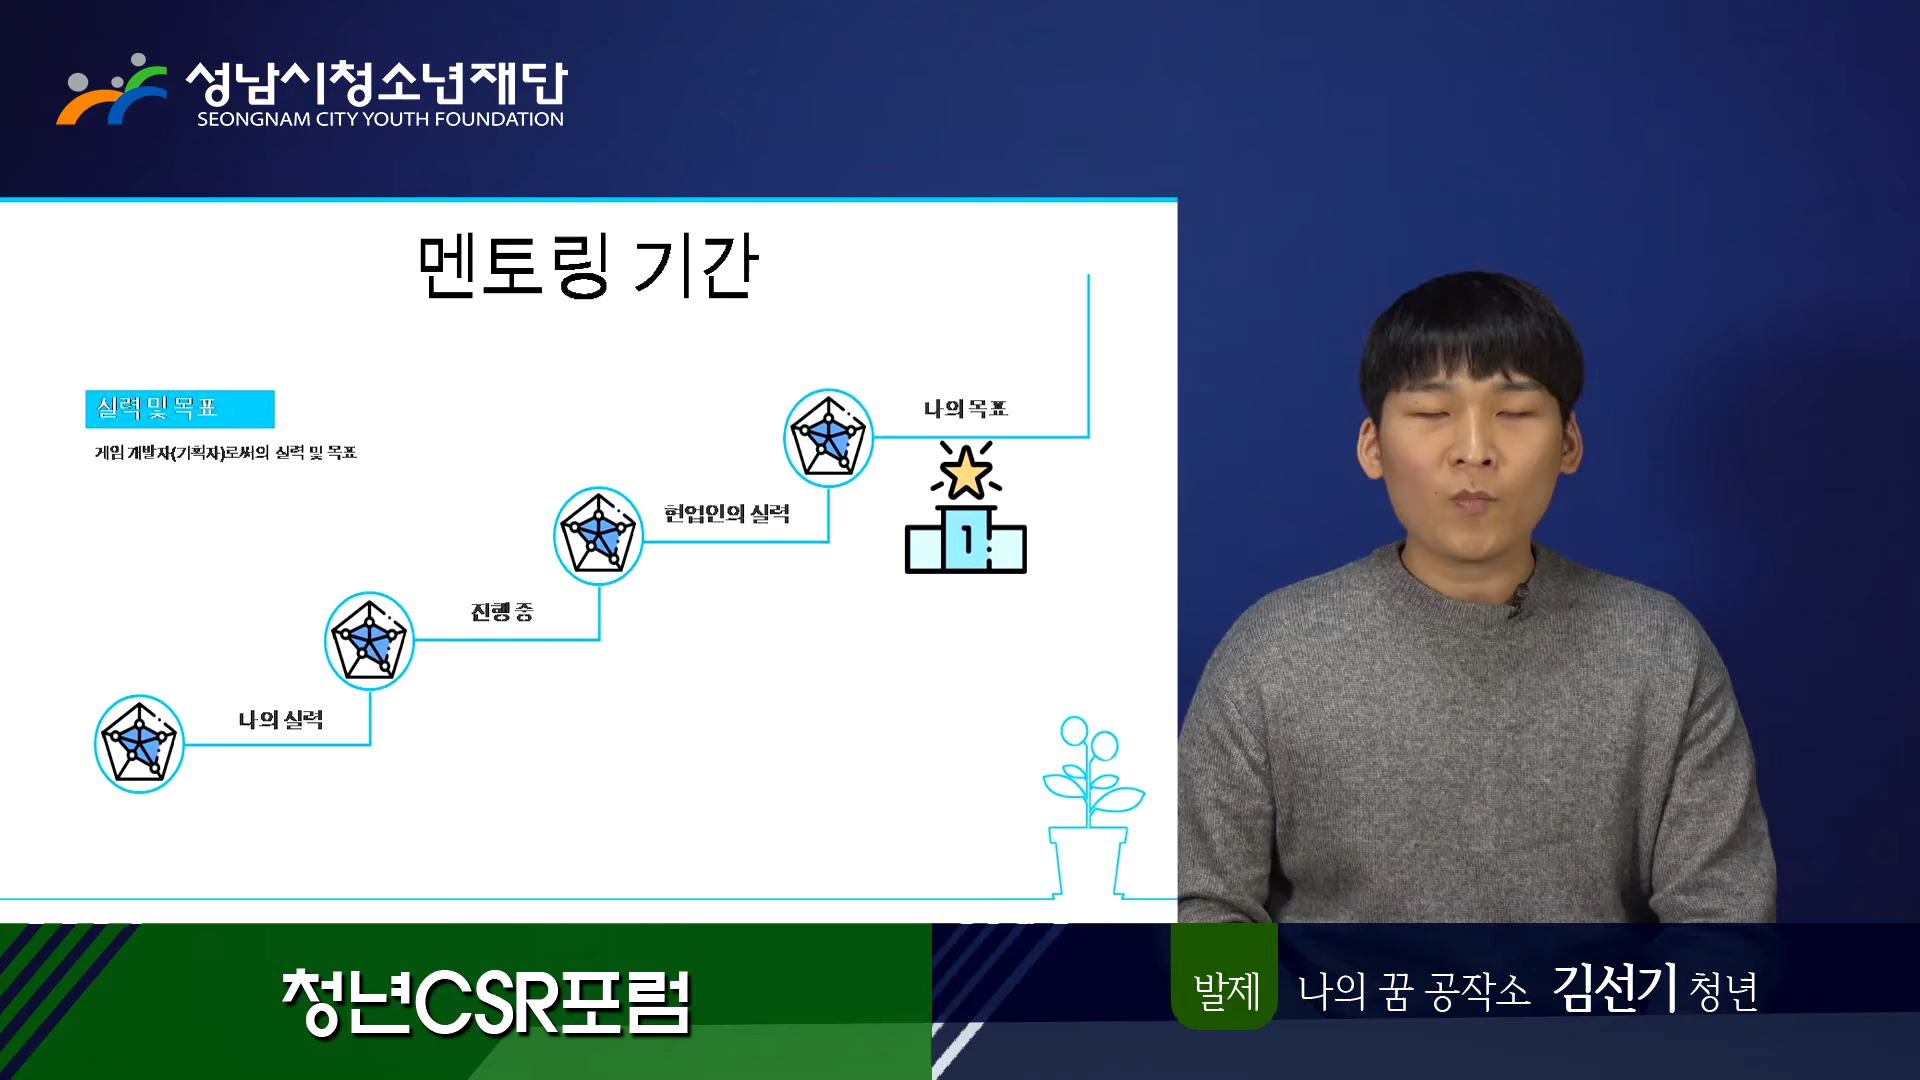 성남시청소년재단
SEONGNAM CITY YOUTH FOUNDATION
멘토링 기간
실력 및 목표
게임 개발자(기획자)로써의 실력 및 목표
나의 목표
현업인의 실력
1
진행 중
나의 실력
청년CSR포럼
발제 나의 꿈 공작소 김선기 청년